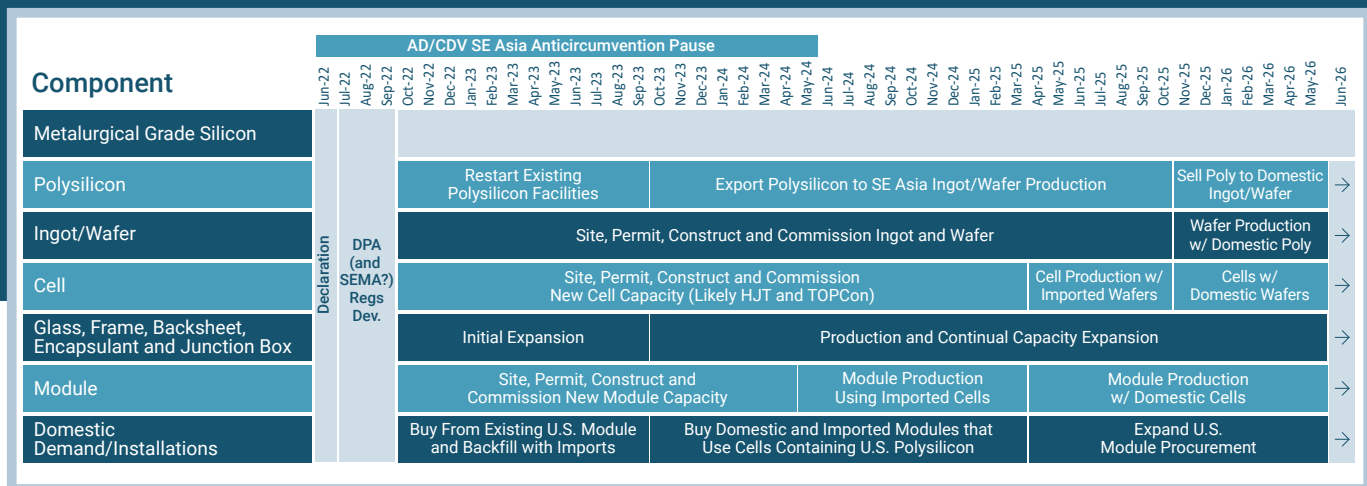 AD/CDV SE Asia Anticircumvention Pause
Component
Jun-22
Jul-22
Aug-22
Sep-22
Oct-22
Nov-22
Dec-22
Jan-23
Feb-23
Mar-23
Apr-23
May-23
Jun-23
Jul-23
Aug-23
Sep-23
Oct-23
Nov-23
Dec-23
Jan-24
Feb-24
Mar-24
Apr-24
May-24
Jun-24
Jul-24
Aug-24
Sep-24
Oct-24
Nov-24
Dec-24
Jan-25
Feb-25
Mar-25
Apr-25
May-25
Jun-25
Jul-25
Aug-25
Sep-25
Oct-25
Nov-25
Dec-25
Jan-26
Feb-26
Mar-26
Apr-26
May-26
Jun-26
Declaration
DPA
(and
SEMA?)
Regs
Dev.
Metalurgical Grade Silicon
Polysilicon
Restart Existing
Polysilicon Facilities
Export Polysilicon to SE Asia Ingot/Wafer Production
Sell Poly to Domestic
Ingot/Wafer
→
Ingot/Wafer
Site, Permit, Construct and Commission Ingot and Wafer
Wafer Production
w/ Domestic Poly
→
Cell
Site, Permit, Construct and Commission
New Cell Capacity (Likely HJT and TOPCon)
Cell Production w/
Imported Wafers
Cells w/
Domestic Wafers
→
Glass, Frame, Backsheet,
Encapsulant and Junction Box
Initial Expansion
Production and Continual Capacity Expansion
→
Module
Site, Permit, Construct and
Commission New Module Capacity
Module Production
Using Imported Cells
Module Production
w/ Domestic Cells
→
Domestic
Demand/Installations
Buy From Existing U.S. Module
and Backfill with Imports
Buy Domestic and Imported Modules that
Use Cells Containing U.S. Polysilicon
Expand U.S.
Module Procurement
→